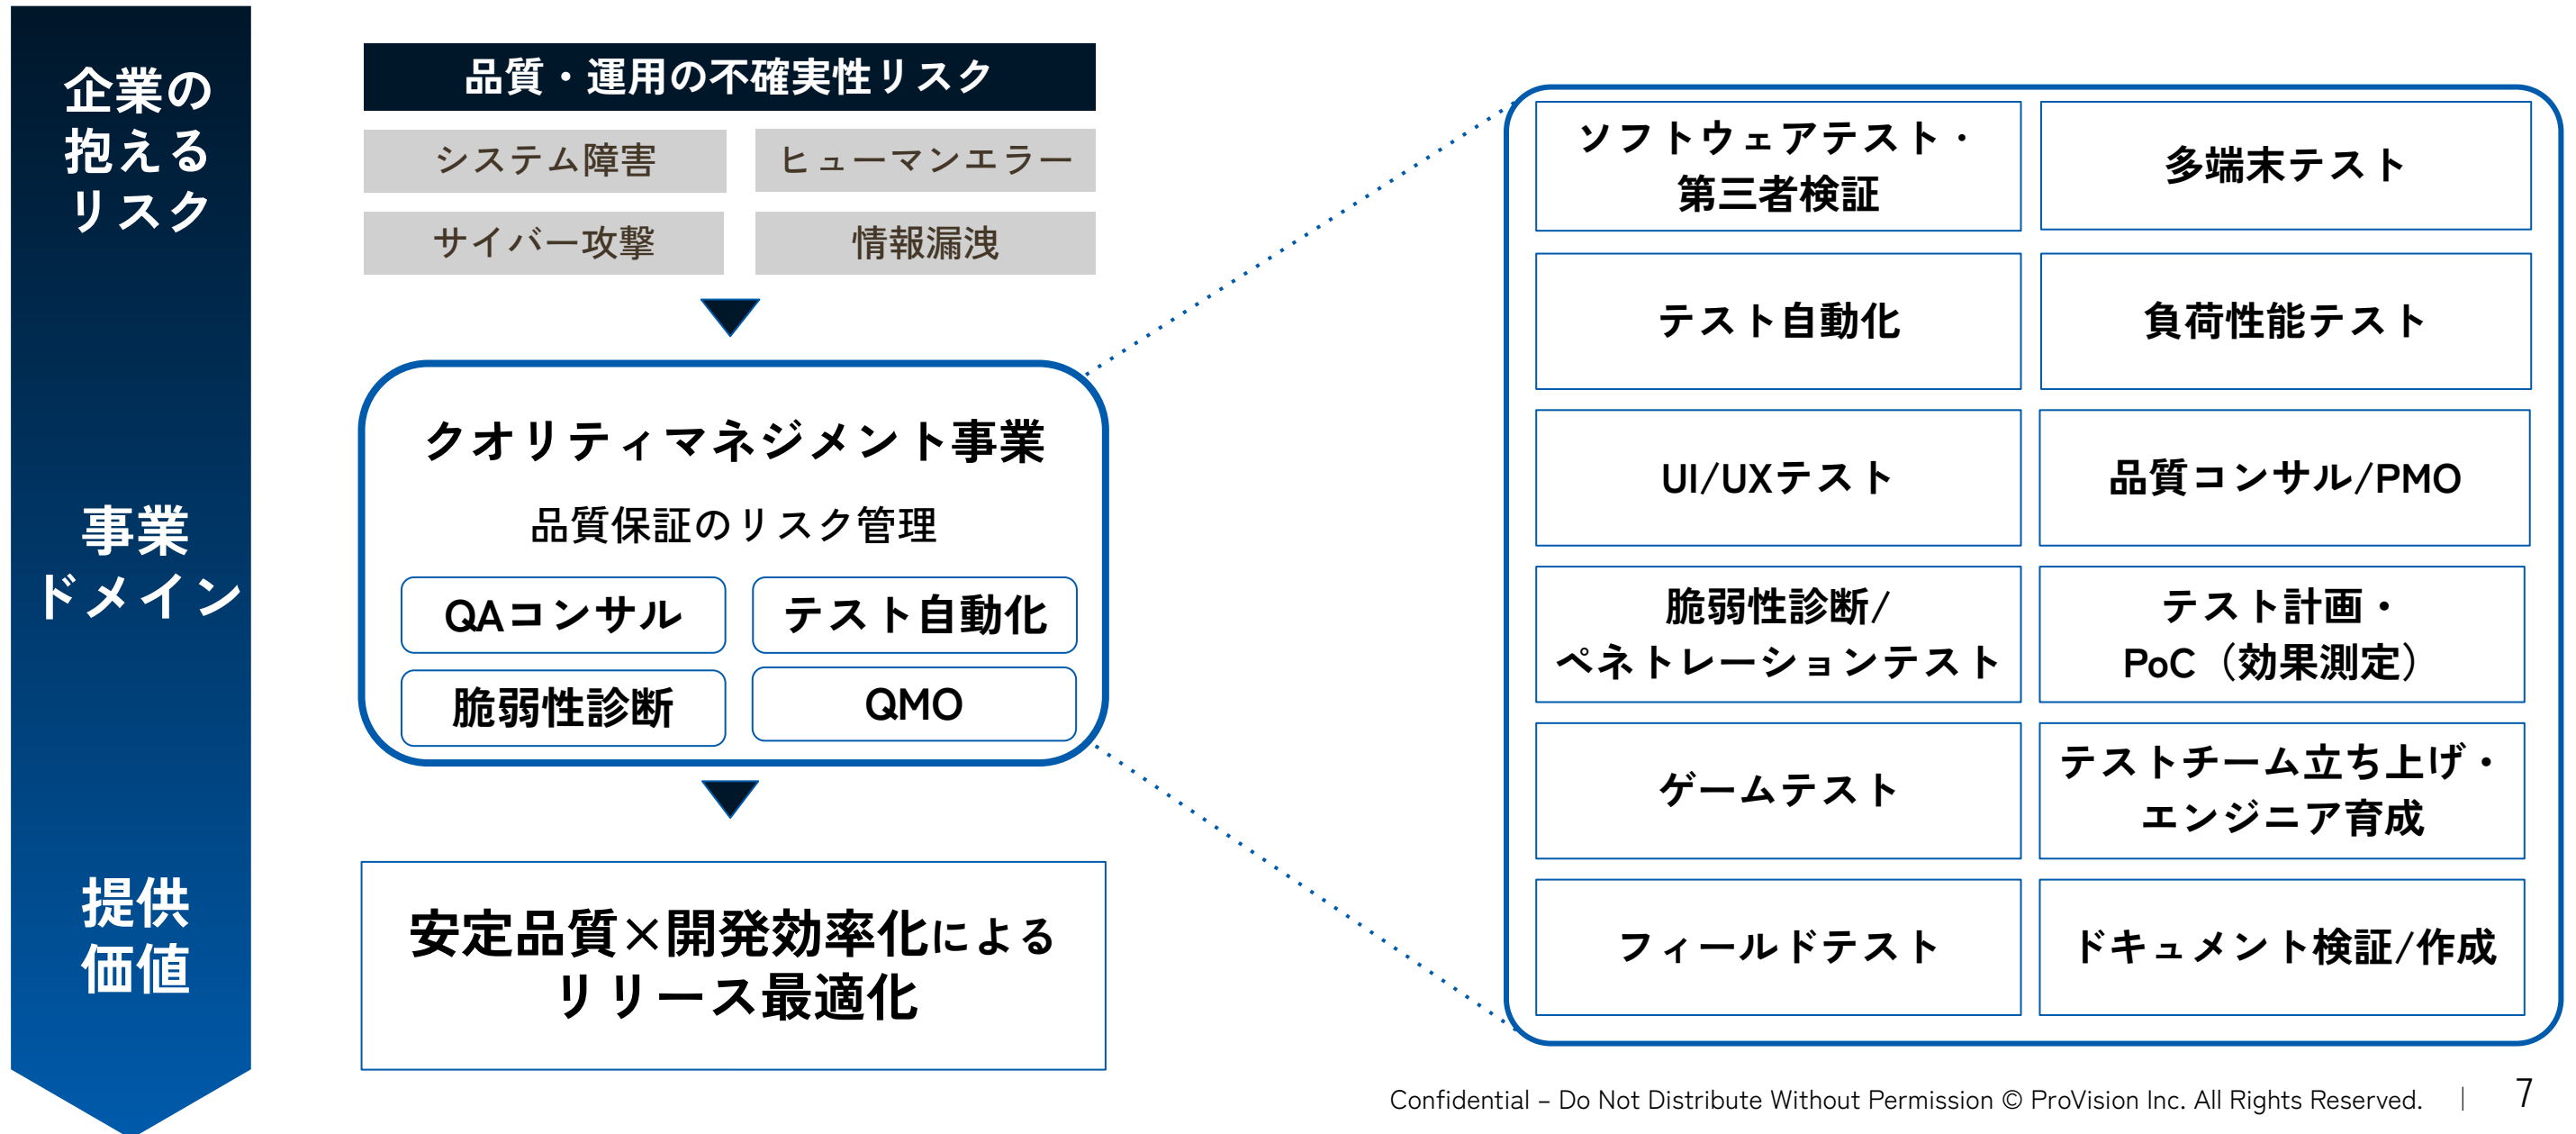 企業の
抱える
リスク
品質・運用の不確実性リスク
システム障害
ヒューマンエラー
サイバー攻撃
情報漏洩
事業
ドメイン
クオリティマネジメント事業
品質保証のリスク管理
QAコンサル
テスト自動化
脆弱性診断
QMO
提供
価値
安定品質×開発効率化による
リリース最適化
ソフトウェアテスト・
第三者検証
多端末テスト
テスト自動化
負荷性能テスト
UI/UXテスト
品質コンサル/PMO
脆弱性診断/
ペネトレーションテスト
テスト計画・
PoC（効果測定）
ゲームテスト
テストチーム立ち上げ・
エンジニア育成
フィールドテスト
ドキュメント検証/作成
Confidential – Do Not Distribute Without Permission © ProVision Inc. All Rights Reserved. | 7